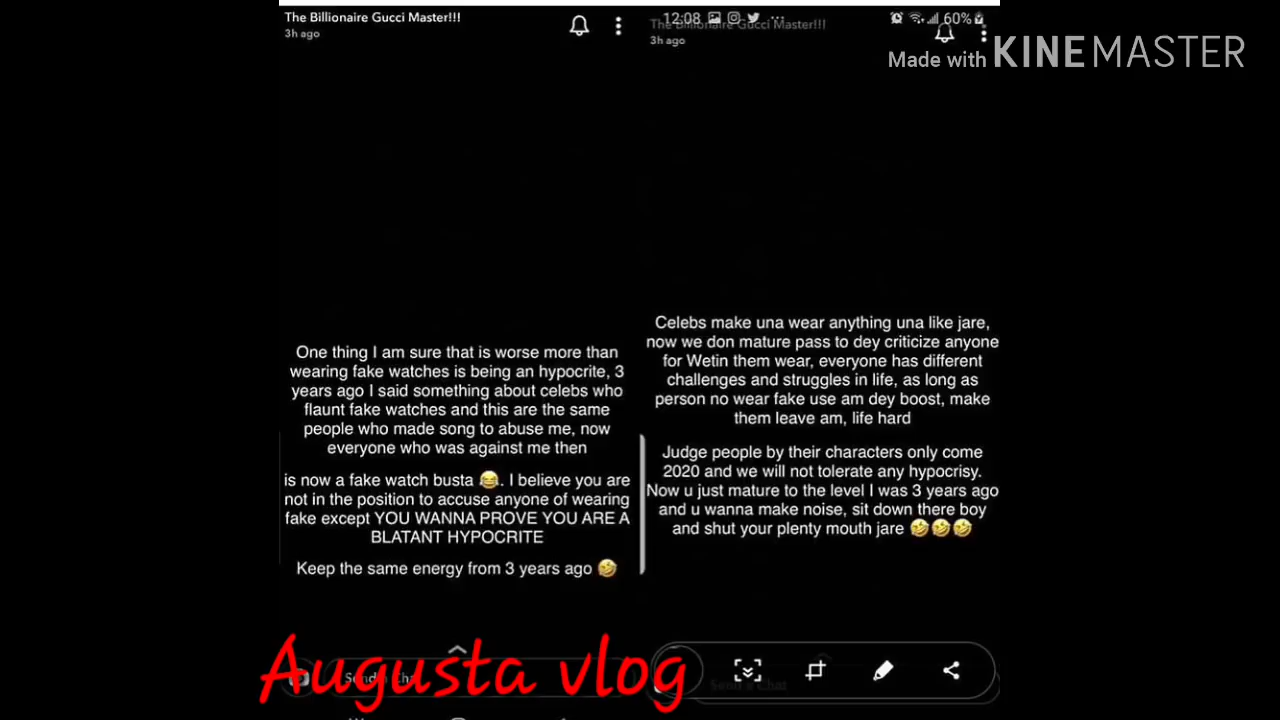 The Billionaire Gucci Master!!!
3h ago
One thing I am sure that is worse more than
wearing fake watches is being an hypocrite, 3
years ago I said something about celebs who
flaunt fake watches and this are the same
people who made song to abuse me, now
everyone who was against me then
is now a fake watch busta 😂. I believe you are
not in the position to accuse anyone of wearing
fake except YOU WANNA PROVE YOU ARE A
BLATANT HYPOCRITE
Keep the same energy from 3 years ago 🤣
12:08
60%
The Billionaire Gucci Master!!!
3h ago
Made with KINEMASTER
Celebs make una wear anything una like jare,
now we don mature pass to dey criticize anyone
for Wetin them wear, everyone has different
challenges and struggles in life, as long as
person no wear fake use am dey boost, make
them leave am, life hard
Judge people by their characters only come
2020 and we will not tolerate any hypocrisy.
Now u just mature to the level I was 3 years ago
and u wanna make noise, sit down there boy
and shut your plenty mouth jare 🤣🤣🤣
Augusta vlog
Send a Chat